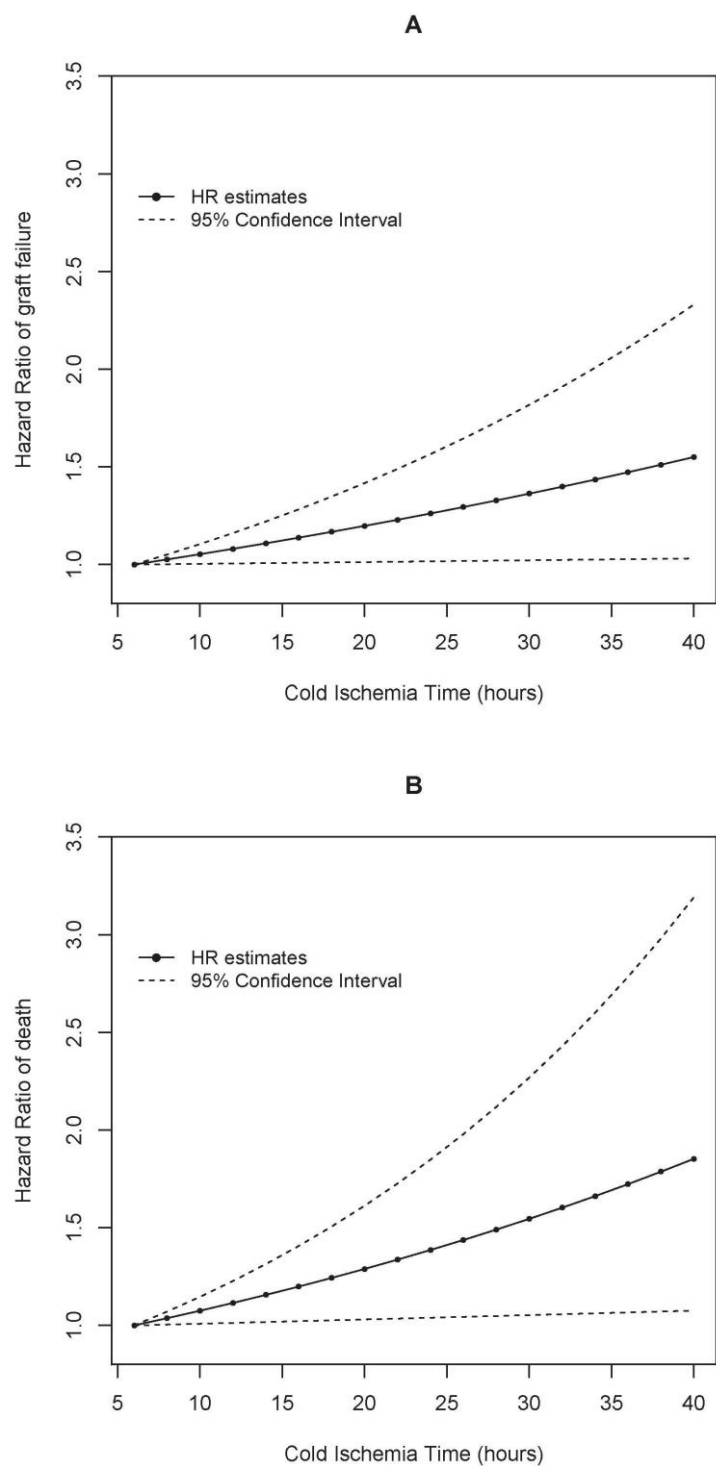 A
Hazard Ratio of graft failure
3.5
3.0
2.5
2.0
1.5
1.0
HR estimates
95% Confidence Interval
5 10 15 20 25 30 35 40
Cold Ischemia Time (hours)
B
Hazard Ratio of death
3.5
3.0
2.5
2.0
1.5
1.0
HR estimates
95% Confidence Interval
5 10 15 20 25 30 35 40
Cold Ischemia Time (hours)